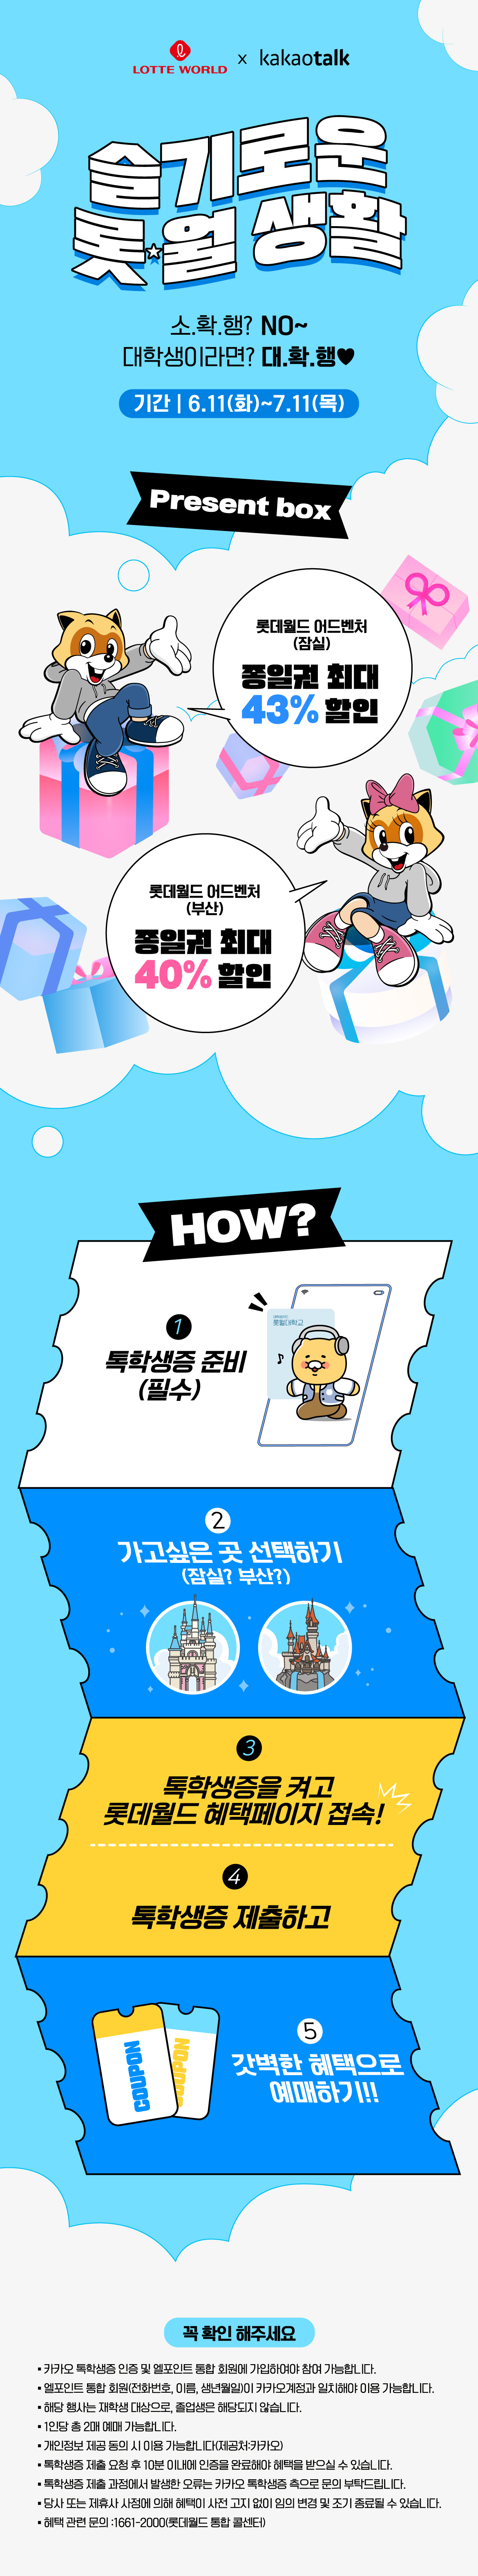 LOTTE WORLD x kakaotalk
슬기로운
롯월생활
소.확.행? NO~
대학생이라면? 대.확.행♥
기간 | 6.11(화)~7.11(목)
Present box
롯데월드 어드벤처
(잠실)
종일권 최대
43% 할인
롯데월드 어드벤처
(부산)
종일권 최대
40% 할인
HOW?
1
톡학생증 준비
(필수)
롯월대학교
2
가고싶은 곳 선택하기
(잠실? 부산?)
3
톡학생증을 켜고
롯데월드 혜택페이지 접속!
4
톡학생증 제출하고
5
갓벽한 혜택으로
예매하기!!
COUPON
COUPON
꼭 확인 해주세요
• 카카오 톡학생증 인증 및 엘포인트 통합 회원에 가입하여야 참여 가능합니다.
• 엘포인트 통합 회원(전화번호, 이름, 생년월일)이 카카오계정과 일치해야 이용 가능합니다.
• 해당 행사는 재학생 대상으로, 졸업생은 해당되지 않습니다.
• 1인당 총 2매 예매 가능합니다.
• 개인정보 제공 동의 시 이용 가능합니다(제공처:카카오)
• 톡학생증 제출 요청 후 10분 이내에 인증을 완료해야 혜택을 받으실 수 있습니다.
• 톡학생증 제출 과정에서 발생한 오류는 카카오 톡학생증 측으로 문의 부탁드립니다.
• 당사 또는 제휴사 사정에 의해 혜택이 사전 고지 없이 임의 변경 및 조기 종료될 수 있습니다.
• 혜택 관련 문의 :1661-2000(롯데월드 통합 콜센터)